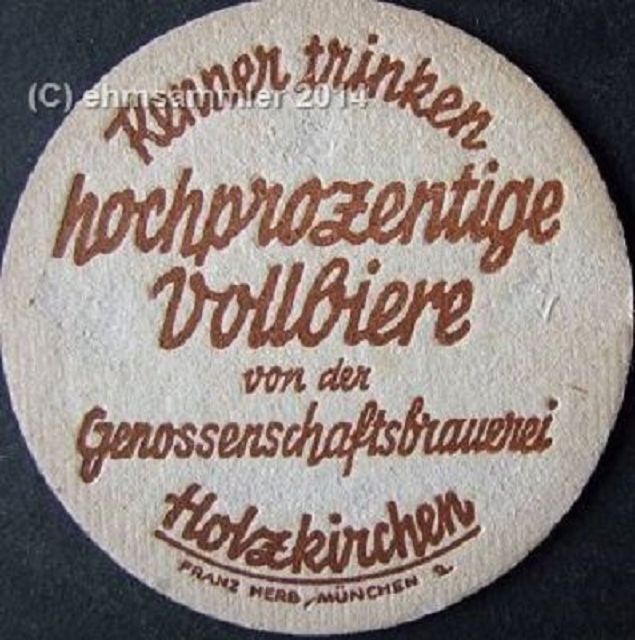 Kenner trinken
(C) ehmsammler 2014
hochprozentige
Vollbiere
von der
Genossenschaftsbrauerei
Holzkirchen
FRANZ HERB, MÜNCHEN 2